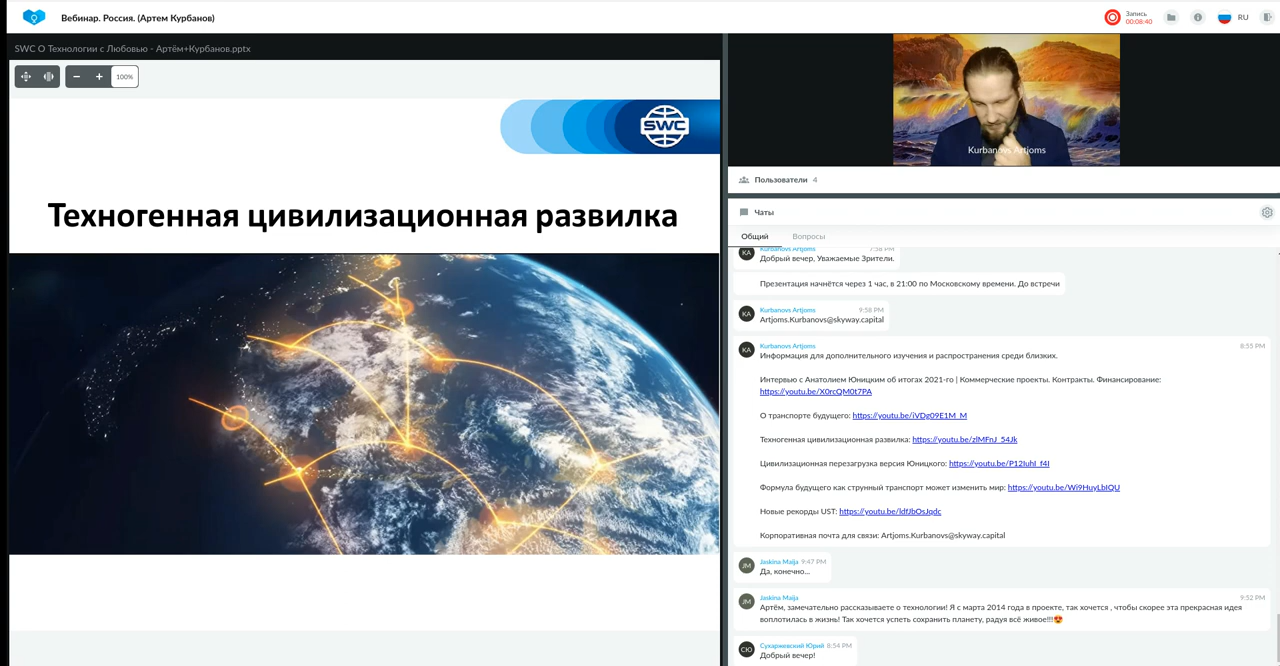 Вебинар. Россия. (Артем Курбанов)
Запись
00:08:40
RU
SWC О Технологии с Любовью - Артём+Курбанов.pptx
100%
SWC
Техногенная цивилизационная развилка
Kurbanovs Artjoms
Пользователи 4
Чаты
Общий Вопросы
KA
Kurbanovs Artjoms 7:58 PM
Добрый вечер, Уважаемые Зрители.
Презентация начнётся через 1 час, в 21:00 по Московскому времени. До встречи
KA
Kurbanovs Artjoms 9:58 PM
Artjoms.Kurbanovs@skyway.capital
KA
Kurbanovs Artjoms 8:55 PM
Информация для дополнительного изучения и распространения среди близких.
Интервью с Анатолием Юницким об итогах 2021-го | Коммерческие проекты. Контракты. Финансирование:
https://youtu.be/X0rcQM0t7PA
О транспорте будущего: https://youtu.be/iVDg09E1M_M
Техногенная цивилизационная развилка: https://youtu.be/zlMFnJ_54Jk
Цивилизационная перезагрузка версия Юницкого: https://youtu.be/P12IuhI_f4I
Формула будущего как струнный транспорт может изменить мир: https://youtu.be/Wi9HuyLbIQU
Новые рекорды UST: https://youtu.be/ldfJbOsJqdc
Корпоративная почта для связи: Artjoms.Kurbanovs@skyway.capital
JM
Jaskina Maija 9:47 PM
Да, конечно...
JM
Jaskina Maija 9:52 PM
Артём, замечательно рассказываете о технологии! Я с марта 2014 года в проекте, так хочется , чтобы скорее эта прекрасная идея
воплотилась в жизнь! Так хочется успеть сохранить планету, радуя всё живое!!!😍
СЮ
Сухаржевский Юрий 8:54 PM
Добрый вечер!